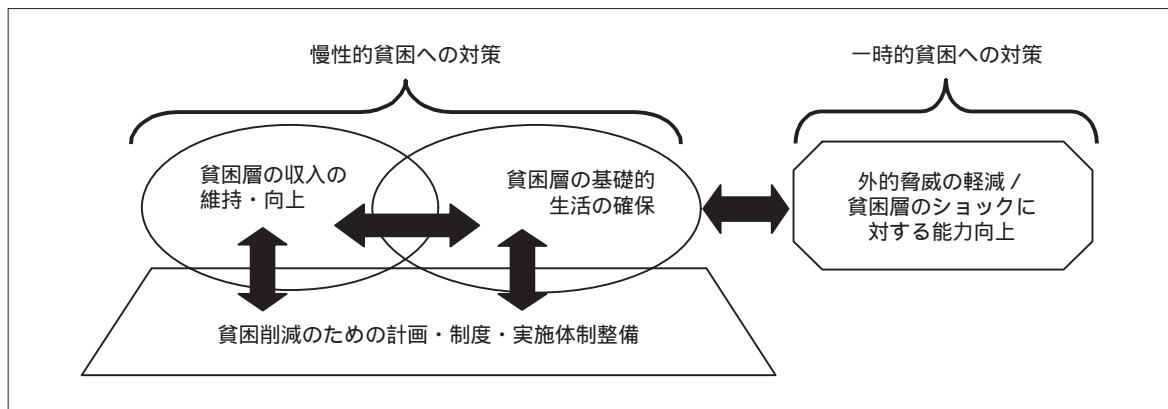 慢性的貧困への対策
一時的貧困への対策
貧困層の収入の
維持・向上
貧困層の基礎的
生活の確保
外的脅威の軽減/
貧困層のショックに
対する能力向上
貧困削減のための計画・制度・実施体制整備